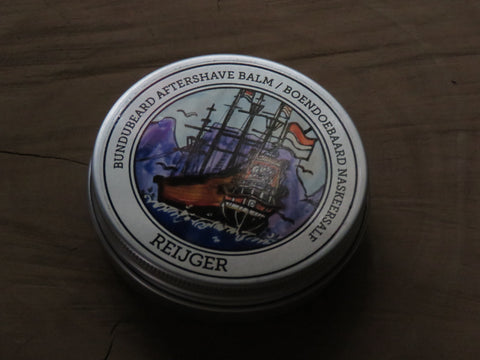 BUNDUBEARD AFTERSHAVE BALM / BOENDOEBAARD NASKEERSALF
REIJGER